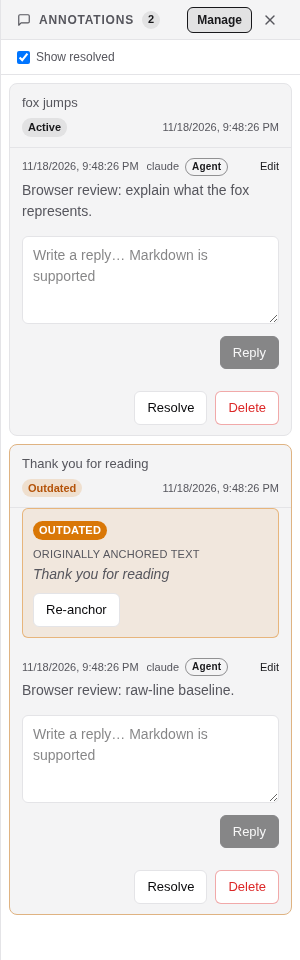 ANNOTATIONS 2 Manage
Show resolved
fox jumps
Active 11/18/2026, 9:48:26 PM
11/18/2026, 9:48:26 PM claude Agent Edit
Browser review: explain what the fox
represents.
Write a reply… Markdown is
supported
Reply
Resolve Delete
Thank you for reading
Outdated 11/18/2026, 9:48:26 PM
OUTDATED
ORIGINALLY ANCHORED TEXT
Thank you for reading
Re-anchor
11/18/2026, 9:48:26 PM claude Agent Edit
Browser review: raw-line baseline.
Write a reply… Markdown is
supported
Reply
Resolve Delete